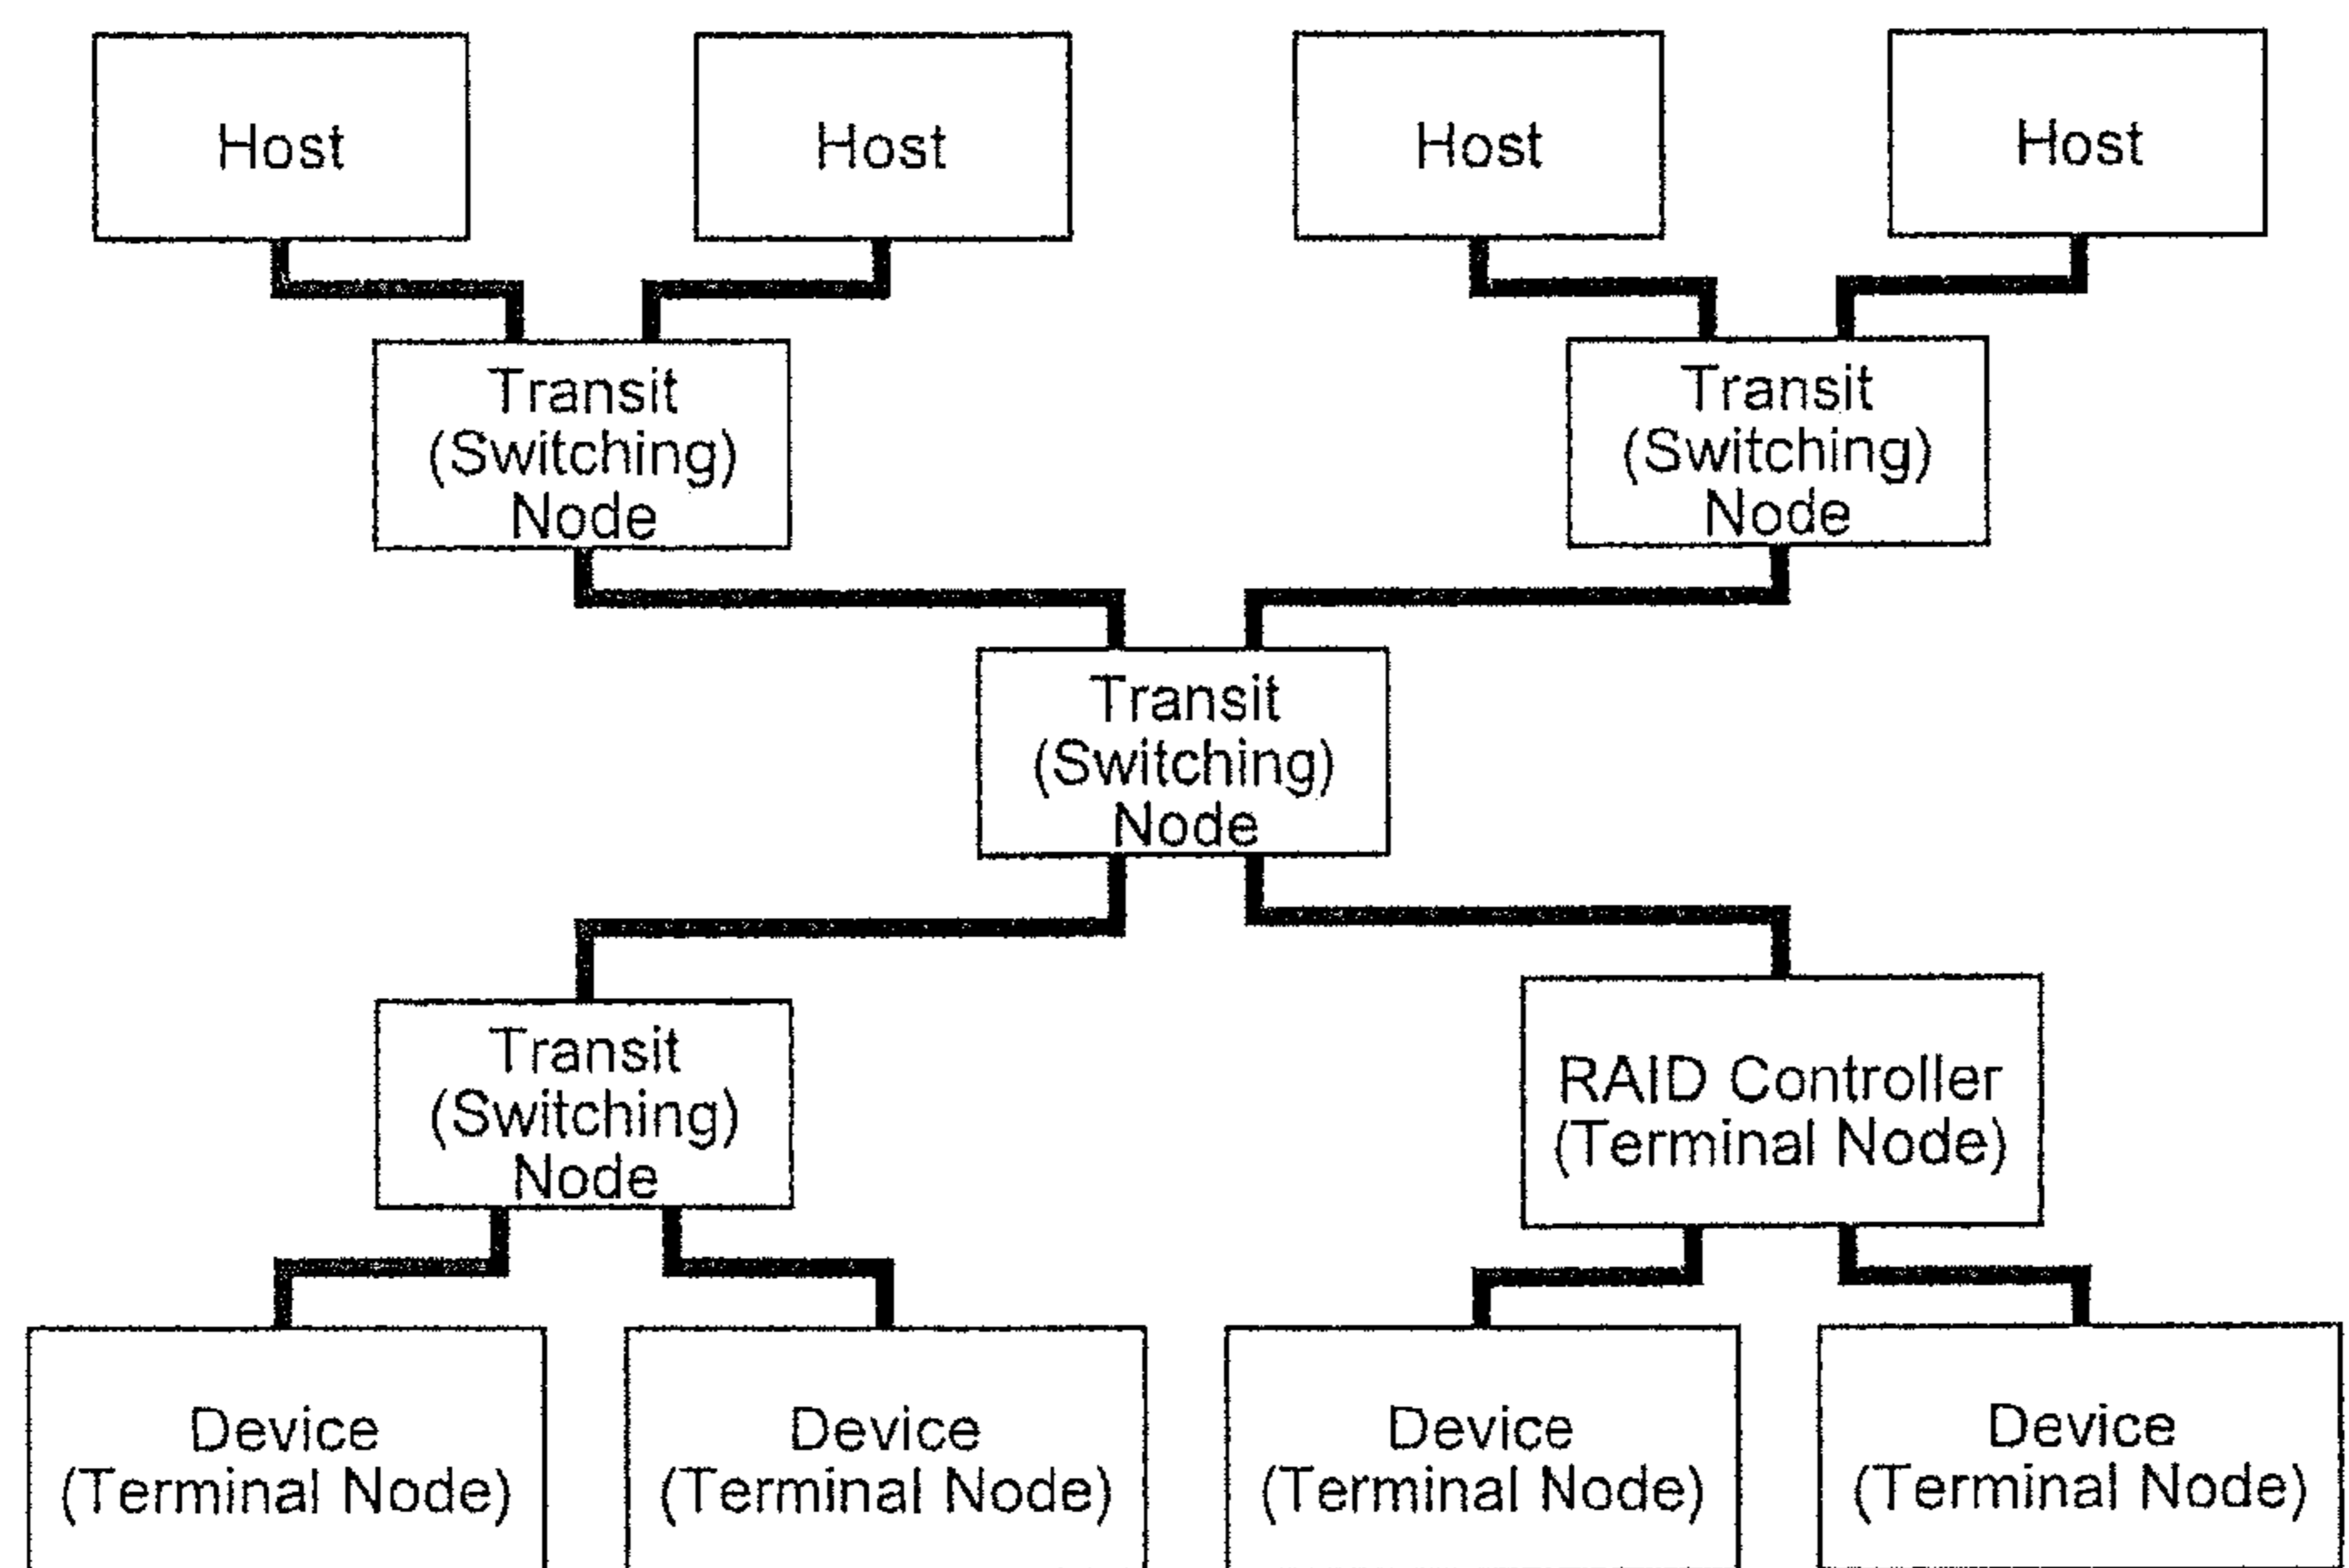 Host
Host
Host
Host
Transit
(Switching)
Node
Transit
(Switching)
Node
Transit
(Switching)
Node
Transit
(Switching)
Node
RAID Controller
(Terminal Node)
Device
(Terminal Node)
Device
(Terminal Node)
Device
(Terminal Node)
Device
(Terminal Node)